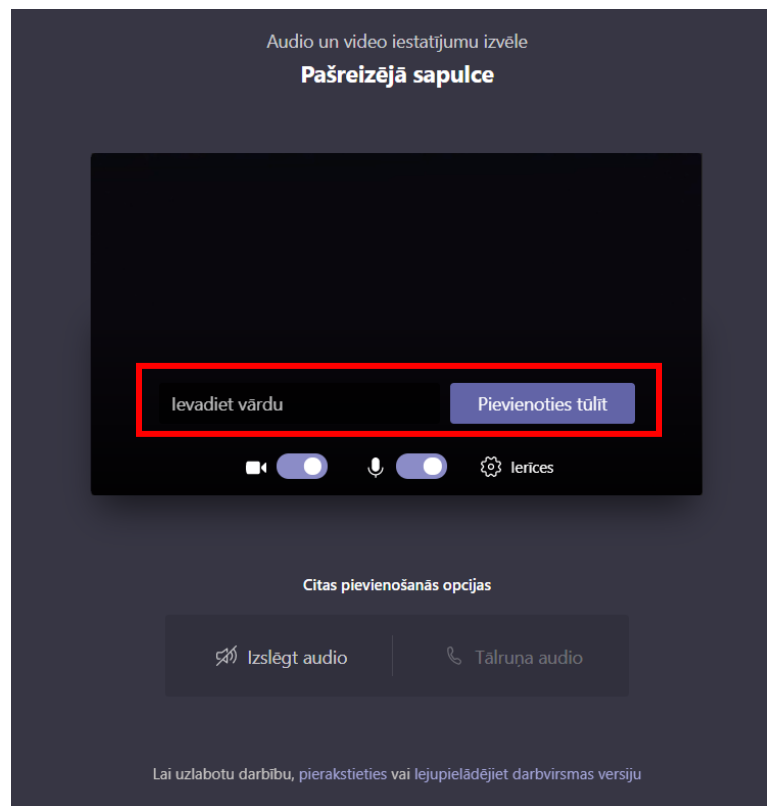 Audio un video iestatījumu izvēle
Pašreizējā sapulce
Ievadiet vārdu
Pievienoties tūlīt
Ierīces
Citas pievienošanās opcijas
Izslēgt audio
Tālruņa audio
Lai uzlabotu darbību, pierakstieties vai lejupielādējiet darbvirsmas versiju